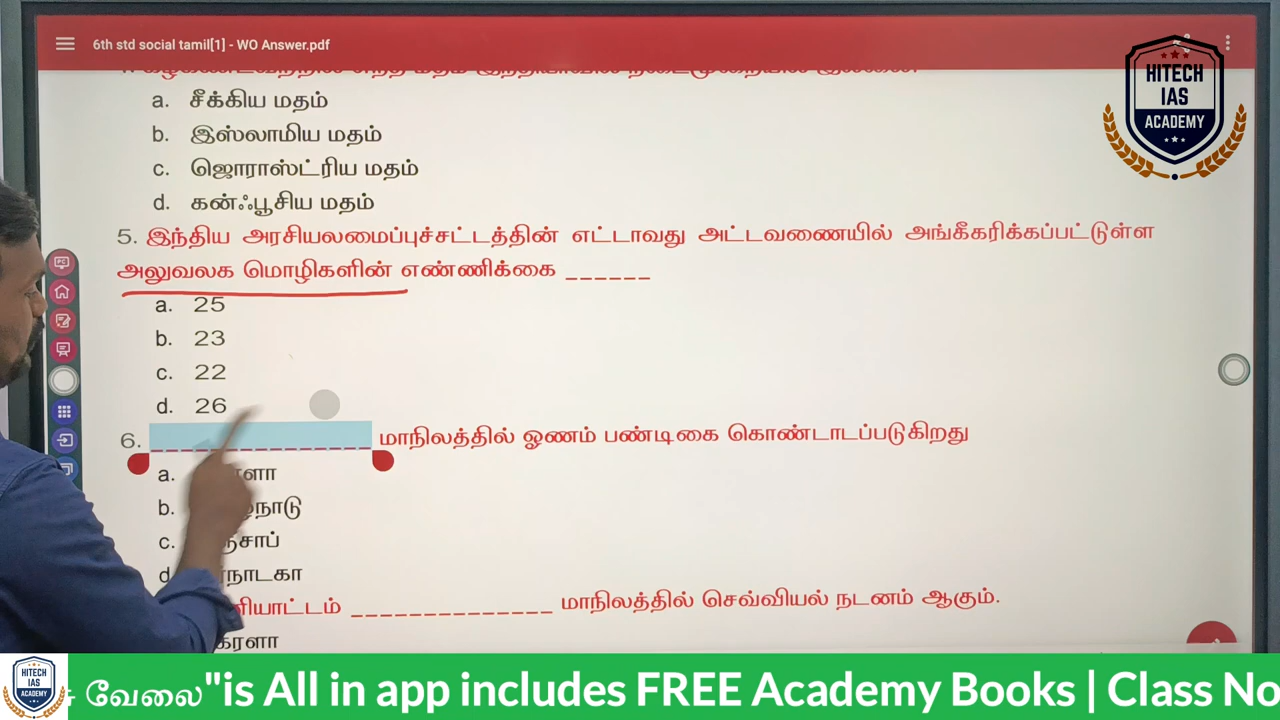 6th std social tamil[1] - WO Answer.pdf
HITECH
IAS
ACADEMY
a. சீக்கிய மதம்
b. இஸ்லாமிய மதம்
c. ஜொராஸ்ட்ரிய மதம்
d. கன்ஃபூசிய மதம்
5. இந்திய அரசியலமைப்புச்சட்டத்தின் எட்டாவது அட்டவணையில் அங்கீகரிக்கப்பட்டுள்ள
அலுவலக மொழிகளின் எண்ணிக்கை ______
a. 25
b. 23
c. 22
d. 26
6. மாநிலத்தில் ஓணம் பண்டிகை கொண்டாடப்படுகிறது
a.
b.
c.
d
______________ மாநிலத்தில் செவ்வியல் நடனம் ஆகும்.
HITECH
IAS
ACADEMY
வேலை"is All in app includes FREE Academy Books | Class No